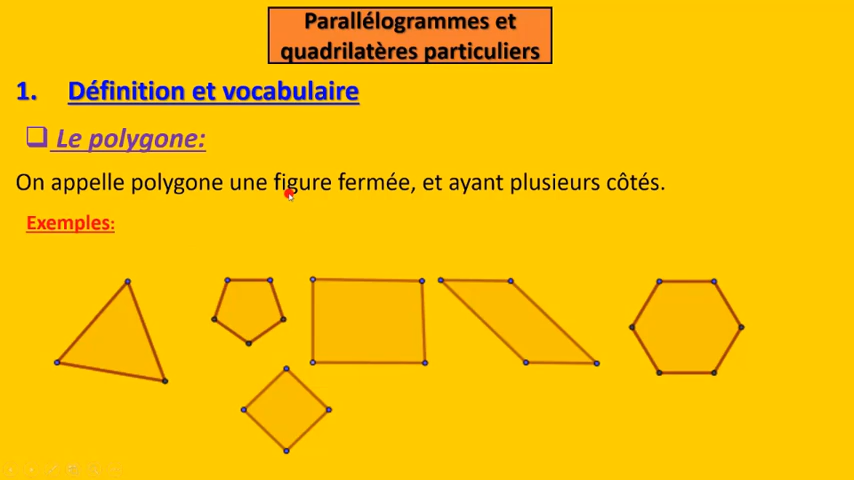 Parallélogrammes et
quadrilatères particuliers
1. Définition et vocabulaire
Le polygone:
On appelle polygone une figure fermée, et ayant plusieurs côtés.
Exemples: